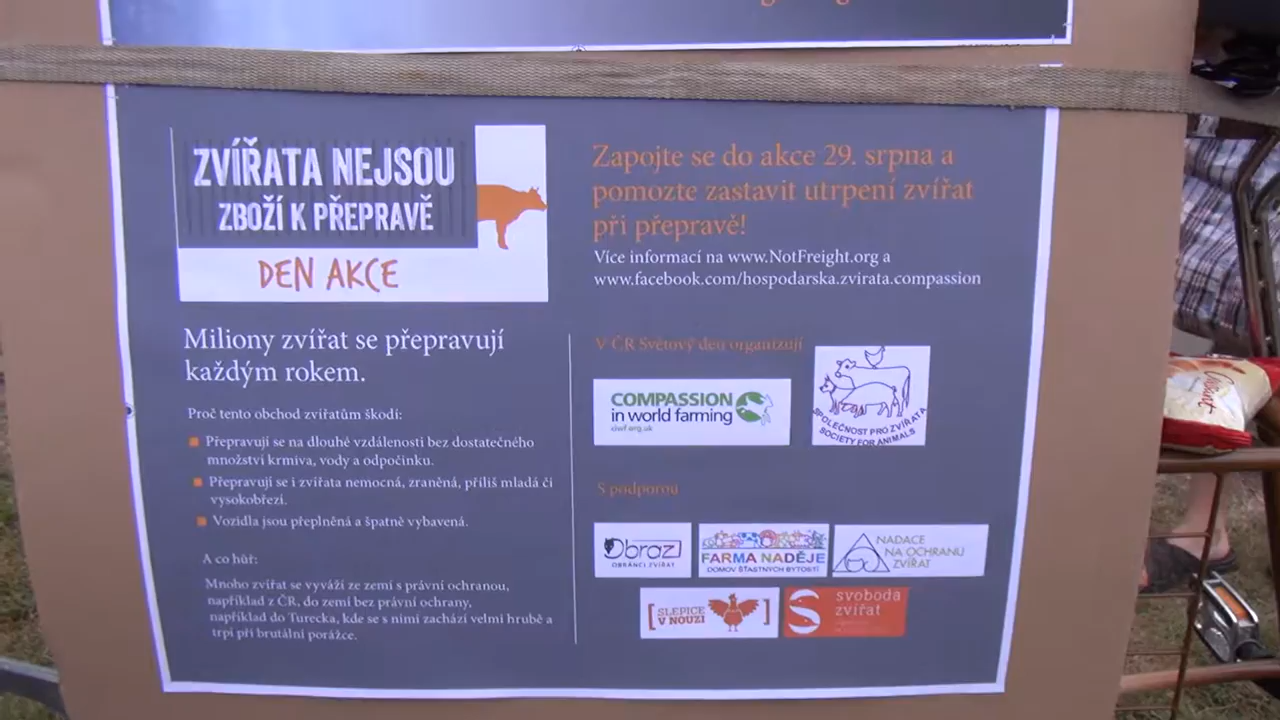 ZVÍŘATA NEJSOU
ZBOŽÍ K PŘEPRAVĚ
DEN AKCE
Miliony zvířat se přepravují
každým rokem.
Proč tento obchod zvířatům škodí:
Přepravují se na dlouhé vzdálenosti bez dostatečného
množství krmiva, vody a odpočinku.
Přepravují se i zvířata nemocná, zraněná, příliš mladá či
vysokobřezí.
Vozidla jsou přeplněná a špatně vybavená.
A co hůř:
Mnoho zvířat se vyváží ze zemí s právní ochranou,
například z ČR, do zemí bez právní ochrany,
například do Turecka, kde se s nimi zachází velmi hrubě a
trpí při brutální porážce.
Zapojte se do akce 29. srpna a
pomozte zastavit utrpení zvířat
při přepravě!
Více informací na www.NotFreight.org a
www.facebook.com/hospodarska.zvirata.compassion
V ČR Světový den organizují
COMPASSION
in world farming
ciwf.org.uk
SPOLEČNOST PRO ZVÍŘATA
SOCIETY FOR ANIMALS
S podporou
Obraz
OBRÁNCI ZVÍŘAT
FARMA NADĚJE
DOMOV ŠŤASTNÝCH BYTOSTÍ
NADACE
NA OCHRANU
ZVÍŘAT
SLEPICE
V NOUZI
svoboda
zvířat